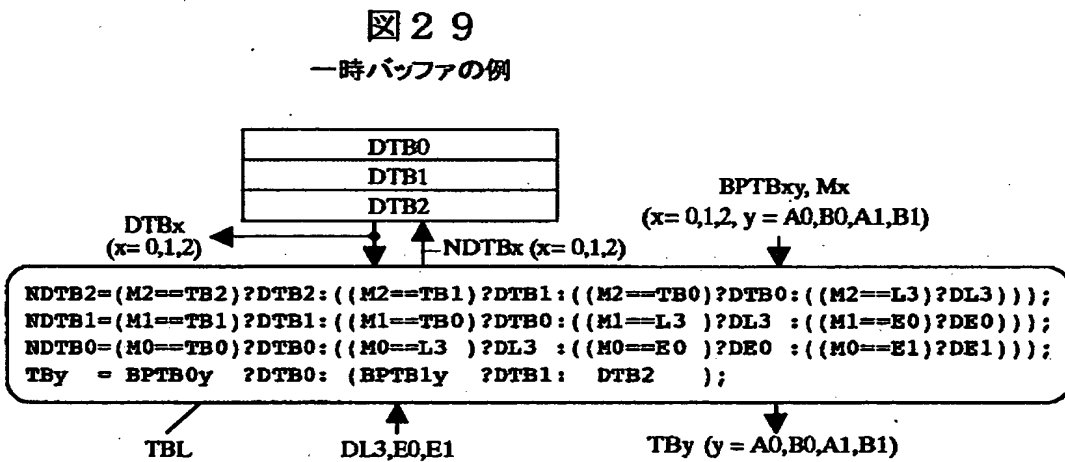 図29
一時バッファの例
DTB0
DTB1
DTB2
BPTBxy, Mx
(x= 0,1,2, y = A0,B0,A1,B1)
DTBx
(x= 0,1,2)
NDTBx (x= 0,1,2)
NDTB2=(M2==TB2)?DTB2:((M2==TB1)?DTB1:((M2==TB0)?DTB0:((M2==L3)?DL3)));
NDTB1=(M1==TB1)?DTB1:((M1==TB0)?DTB0:((M1==L3 )?DL3 :((M1==E0)?DE0)));
NDTB0=(M0==TB0)?DTB0:((M0==L3 )?DL3 :((M0==E0 )?DE0 :((M0==E1)?DE1)));
TBy = BPTB0y ?DTB0: (BPTB1y ?DTB1: DTB2 );
TBL
DL3,E0,E1
TBy (y = A0,B0,A1,B1)